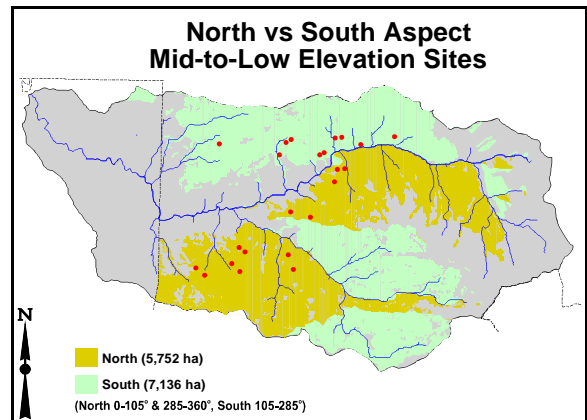 North vs South Aspect
Mid-to-Low Elevation Sites
N
North (5,752 ha)
South (7,136 ha)
(North 0-105° & 285-360°, South 105-285°)